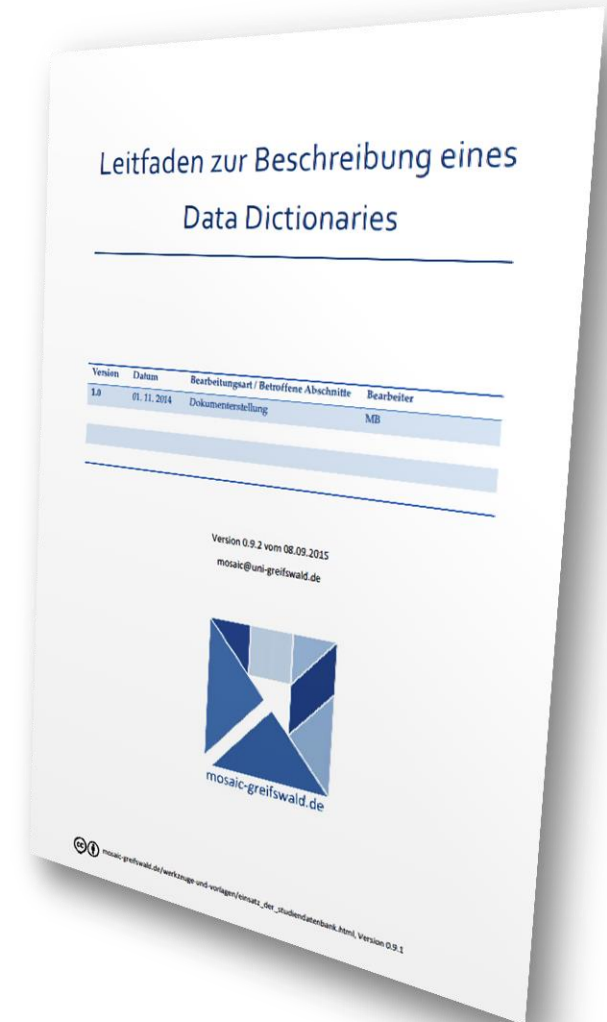 Leitfaden zur Beschreibung eines
Data Dictionaries
Version Datum Bearbeitungsart / Betroffene Abschnitte Bearbeiter
1.0 01. 11. 2014 Dokumenterstellung MB
Version 0.9.2 vom 08.09.2015
mosaic@uni-greifswald.de
mosaic-greifswald.de
cc mosaic-greifswald.de/werkzeuge-und-vorlagen/einsatz_der_studiendatenbank.html, Version 0.9.1